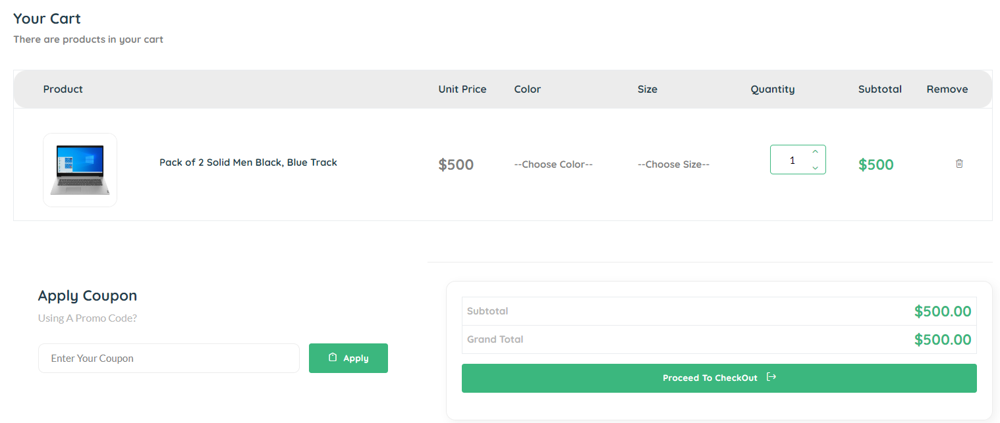 Your Cart
There are products in your cart
Product Unit Price Color Size Quantity Subtotal Remove
Pack of 2 Solid Men Black, Blue Track $500 --Choose Color-- --Choose Size-- 1 $500
Apply Coupon
Using A Promo Code?
Enter Your Coupon Apply
Subtotal $500.00
Grand Total $500.00
Proceed To CheckOut